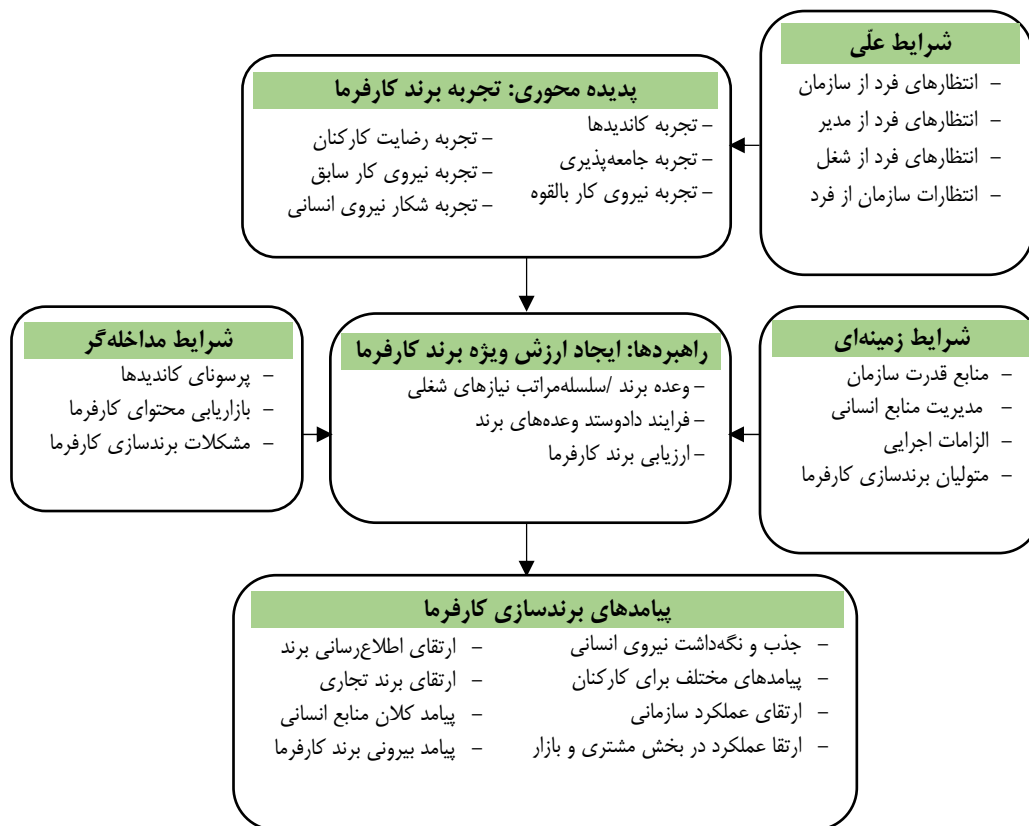 شرایط علّی
– انتظارهای فرد از سازمان
– انتظارهای فرد از مدیر
– انتظارهای فرد از شغل
– انتظارات سازمان از فرد
پدیده محوری: تجربه برند کارفرما
– تجربه کاندیدها
– تجربه جامعه‌پذیری
– تجربه نیروی کار بالقوه
– تجربه رضایت کارکنان
– تجربه نیروی کار سابق
– تجربه شکار نیروی انسانی
شرایط زمینه‌ای
– منابع قدرت سازمان
– مدیریت منابع انسانی
– الزامات اجرایی
– متولیان برندسازی کارفرما
راهبردها: ایجاد ارزش ویژه برند کارفرما
– وعده برند /سلسله‌مراتب نیازهای شغلی
– فرایند دادوستد وعده‌های برند
– ارزیابی برند کارفرما
شرایط مداخله‌گر
– پرسونای کاندیدها
– بازاریابی محتوای کارفرما
– مشکلات برندسازی کارفرما
پیامدهای برندسازی کارفرما
– جذب و نگه‌داشت نیروی انسانی
– پیامدهای مختلف برای کارکنان
– ارتقای عملکرد سازمانی
– ارتقا عملکرد در بخش مشتری و بازار
– ارتقای اطلاع‌رسانی برند
– ارتقای برند تجاری
– پیامد کلان منابع انسانی
– پیامد بیرونی برند کارفرما